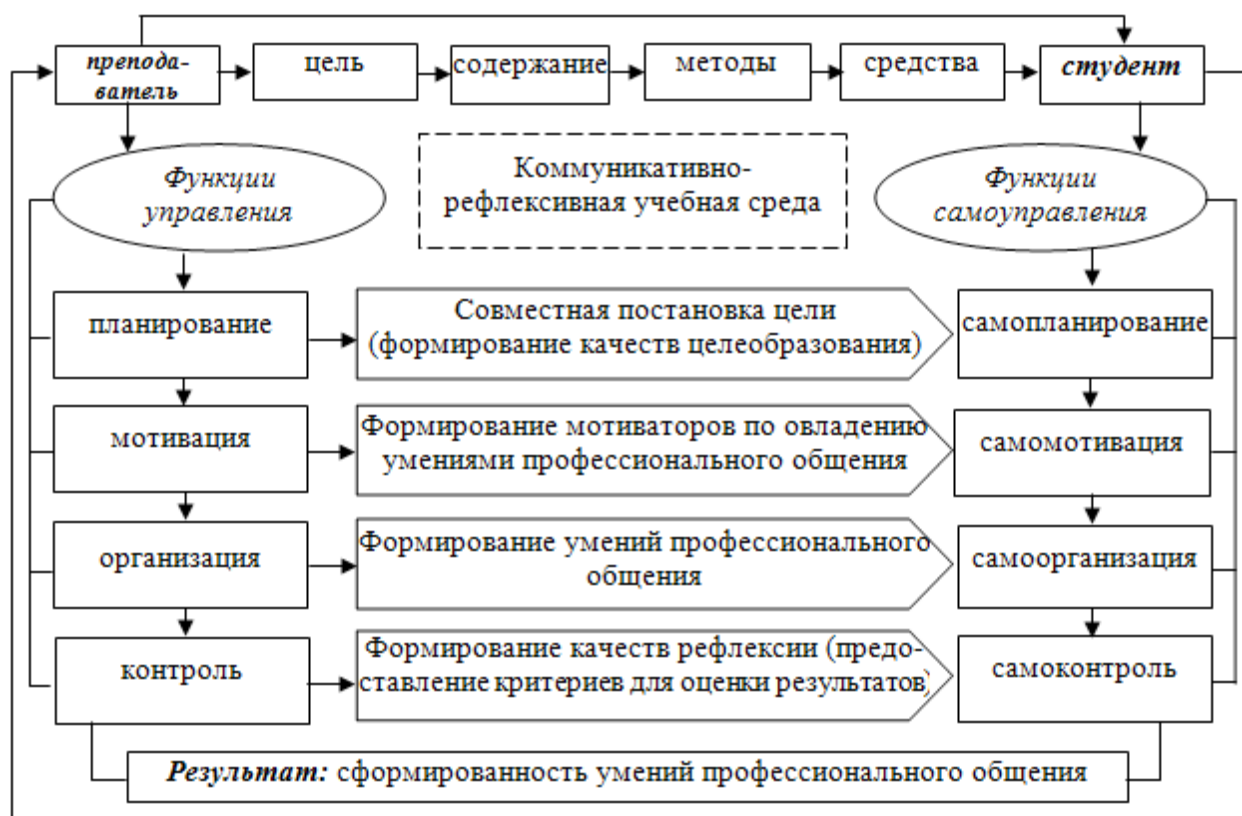 препода-
ватель
цель
содержание
методы
средства
студент
Функции
управления
Коммуникативно-
рефлексивная учебная среда
Функции
самоуправления
планирование
Совместная постановка цели
(формирование качеств целеобразования)
самопланирование
мотивация
Формирование мотиваторов по овладению
умениями профессионального общения
самомотивация
организация
Формирование умений профессионального
общения
самоорганизация
контроль
Формирование качеств рефлексии (предо-
ставление критериев для оценки результатов)
самоконтроль
Результат: сформированность умений профессионального общения